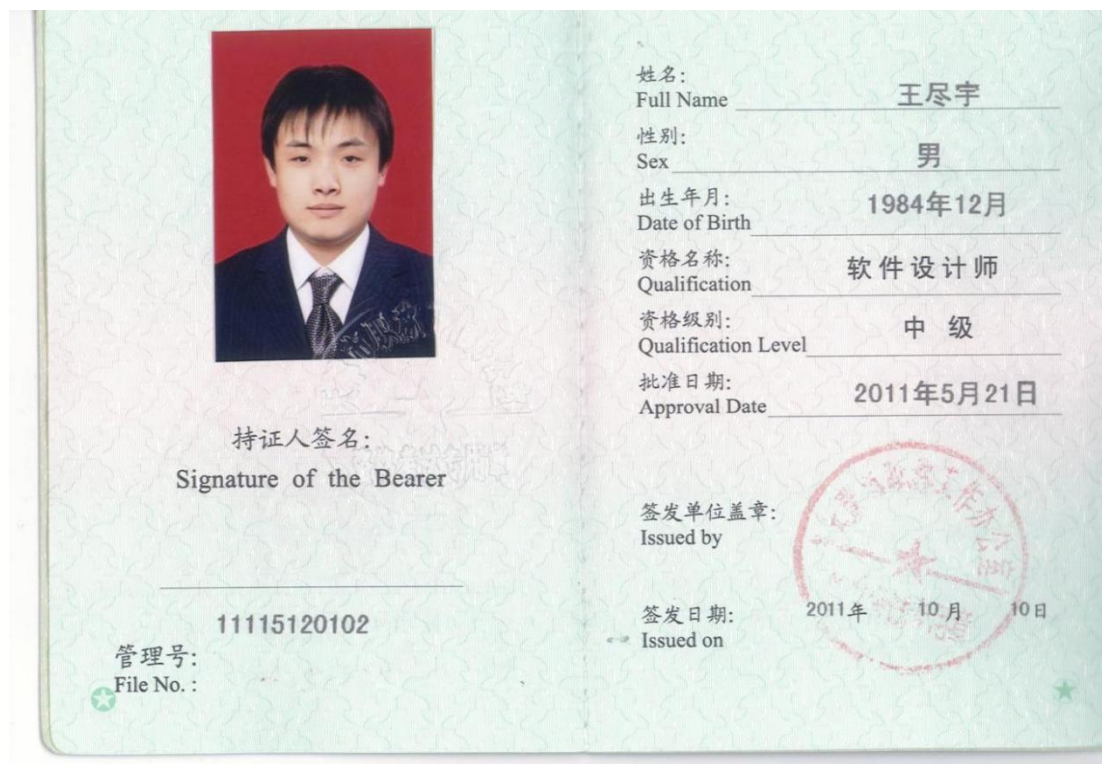 持证人签名:
Signature of the Bearer
11115120102
管理号:
File No. :
姓名:
Full Name 王尽宇
性别:
Sex 男
出生年月:
Date of Birth 1984年12月
资格名称:
Qualification 软件设计师
资格级别:
Qualification Level 中 级
批准日期:
Approval Date 2011年5月21日
签发单位盖章:
Issued by
签发日期:
Issued on 2011年 10月 10日